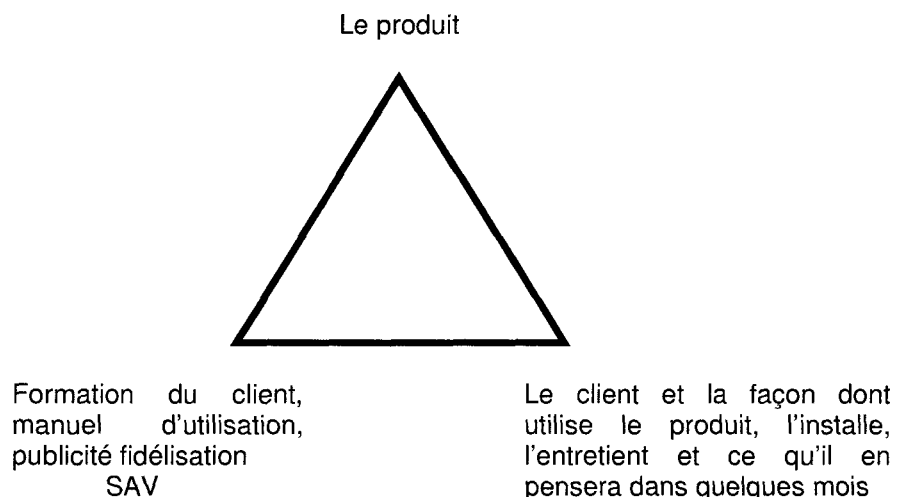 Le produit
Formation du client,
manuel d'utilisation,
publicité fidélisation
SAV
Le client et la façon dont
utilise le produit, l'installe,
l'entretient et ce qu'il en
pensera dans quelques mois